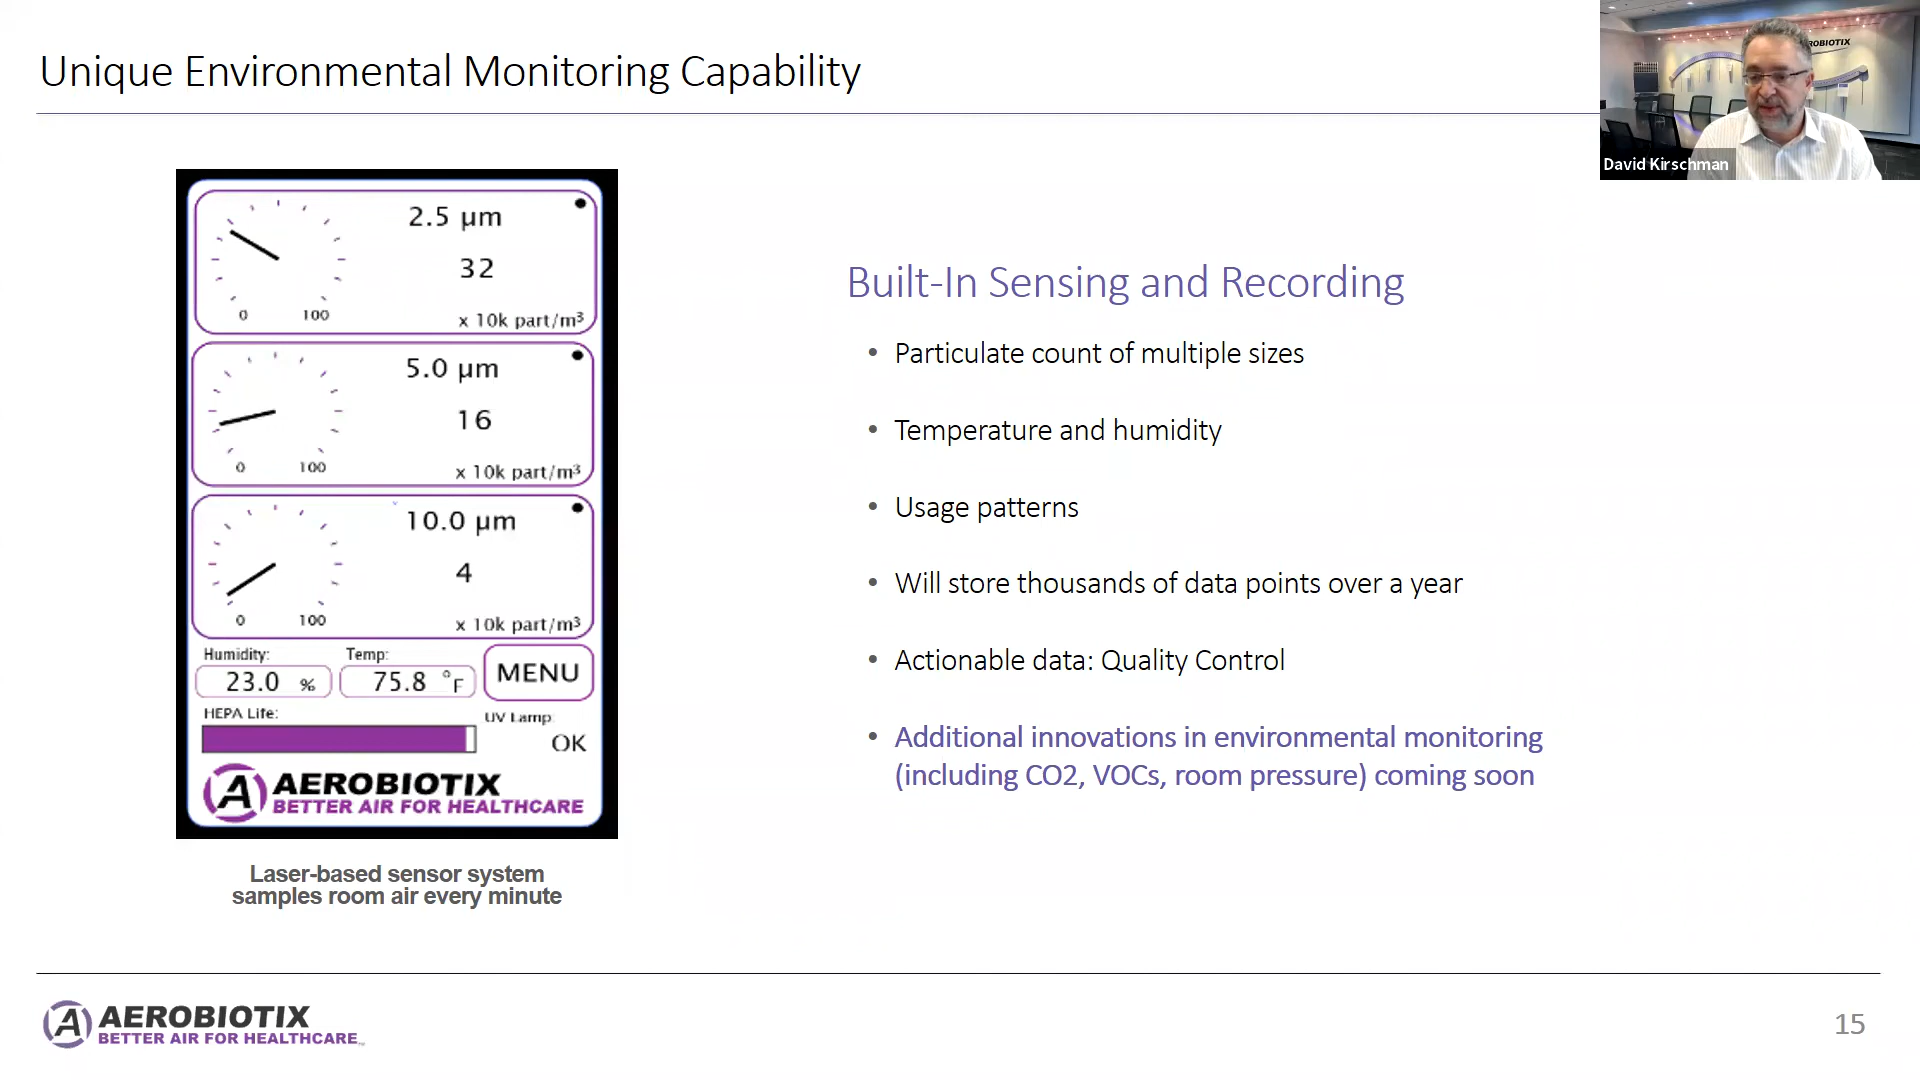 Unique Environmental Monitoring Capability
ROBIOTIX
David Kirschman
2.5 µm
32
0 100
x 10k part/m³
5.0 µm
16
0 100
x 10k part/m³
10.0 µm
4
0 100
x 10k part/m³
Humidity:
23.0 %
Temp:
75.8 °F
MENU
HEPA Life:
UV Lamp:
OK
A AEROBIOTIX
BETTER AIR FOR HEALTHCARE
Laser-based sensor system
samples room air every minute
Built-In Sensing and Recording
• Particulate count of multiple sizes
• Temperature and humidity
• Usage patterns
• Will store thousands of data points over a year
• Actionable data: Quality Control
• Additional innovations in environmental monitoring
(including CO2, VOCs, room pressure) coming soon
A AEROBIOTIX
BETTER AIR FOR HEALTHCARE™
15